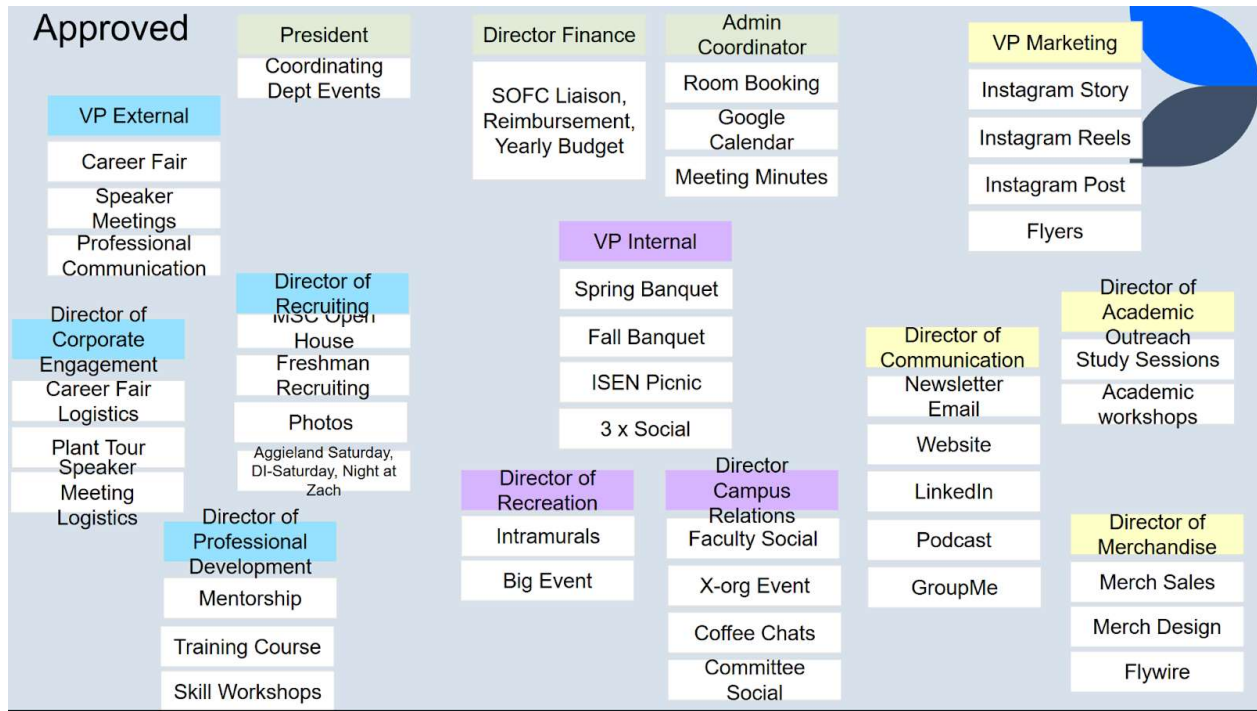 Approved
President
Coordinating
Dept Events
Director Finance
SOFC Liaison,
Reimbursement,
Yearly Budget
Admin
Coordinator
Room Booking
Google
Calendar
Meeting Minutes
VP Marketing
Instagram Story
Instagram Reels
Instagram Post
Flyers
VP External
Career Fair
Speaker
Meetings
Professional
Communication
Director of
Corporate
Engagement
Career Fair
Logistics
Plant Tour
Speaker
Meeting
Logistics
Director of
Recruiting
MSC Open
House
Freshman
Recruiting
Photos
Aggieland Saturday,
DI-Saturday, Night at
Zach
Director of
Professional
Development
Mentorship
Training Course
Skill Workshops
VP Internal
Spring Banquet
Fall Banquet
ISEN Picnic
3 x Social
Director of
Recreation
Intramurals
Big Event
Director
Campus
Relations
Faculty Social
X-org Event
Coffee Chats
Committee
Social
Director of
Communication
Newsletter
Email
Website
LinkedIn
Podcast
GroupMe
Director of
Academic
Outreach
Study Sessions
Academic
workshops
Director of
Merchandise
Merch Sales
Merch Design
Flywire